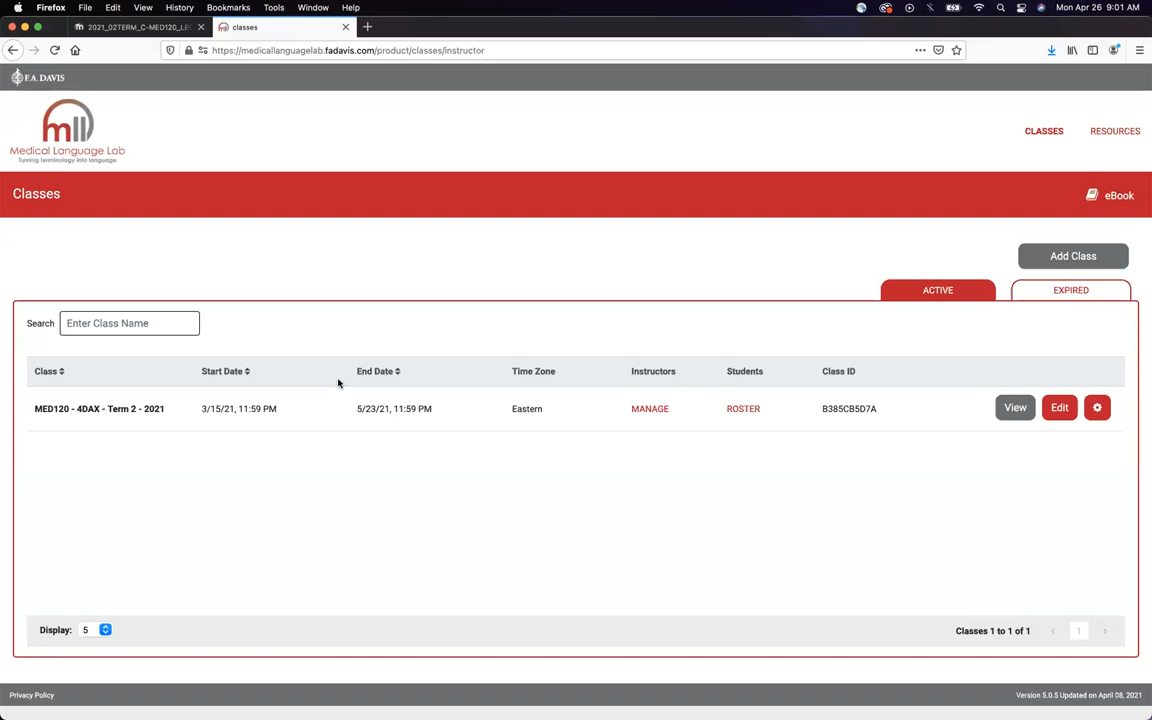 Firefox File Edit View History Bookmarks Tools Window Help Mon Apr 26 9:01 AM
2021_02TERM_C-MED120_LEC classes
https://medicallanguagelab.fadavis.com/product/classes/instructor
F.A. DAVIS
mll
Medical Language Lab
Turning terminology into language
CLASSES RESOURCES
Classes eBook
Add Class
ACTIVE EXPIRED
Search Enter Class Name
Class Start Date End Date Time Zone Instructors Students Class ID
MED120 - 4DAX - Term 2 - 2021 3/15/21, 11:59 PM 5/23/21, 11:59 PM Eastern MANAGE ROSTER B385CB5D7A View Edit
Display: 5 Classes 1 to 1 of 1 1
Privacy Policy Version 5.0.5 Updated on April 08, 2021